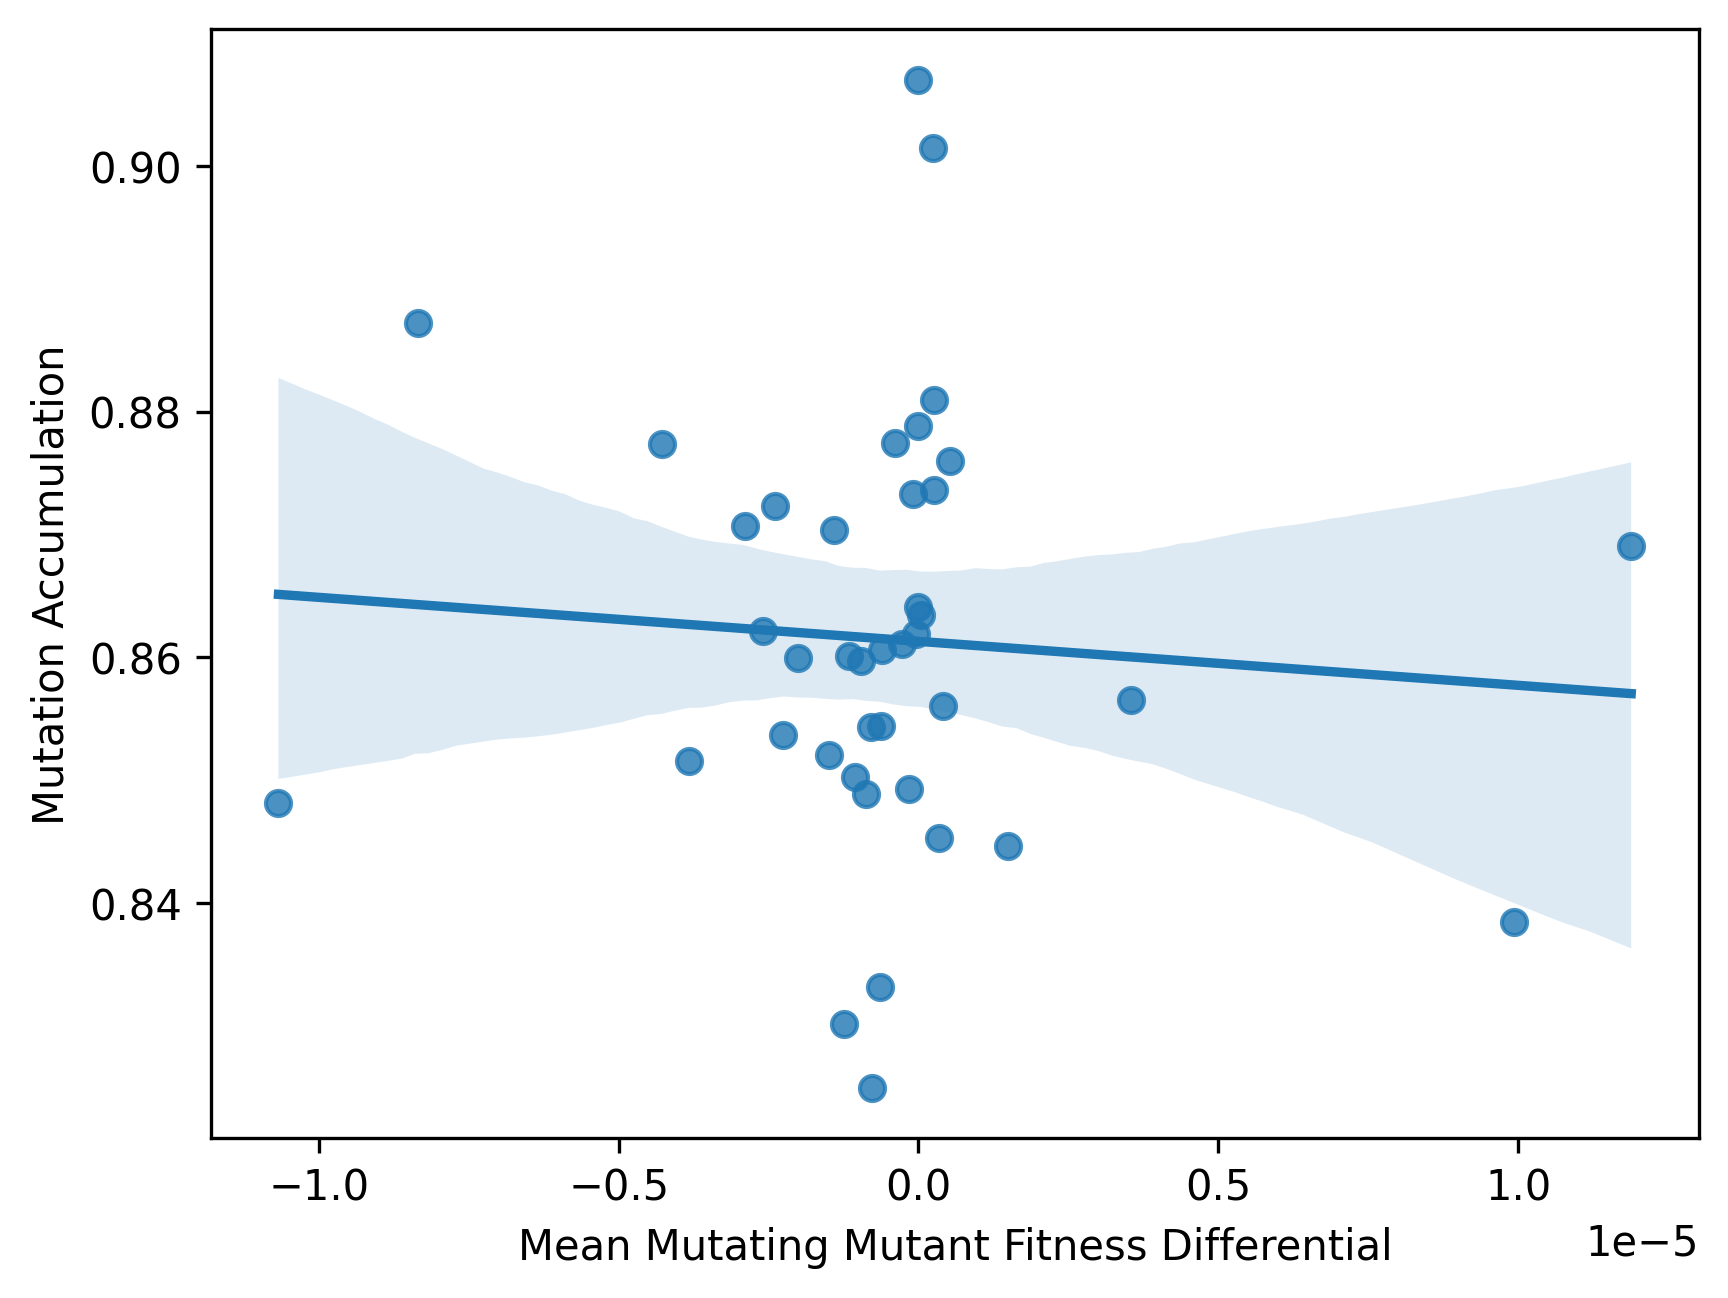 Mutation Accumulation
0.90
0.88
0.86
0.84
−1.0 −0.5 0.0 0.5 1.0
1e−5
Mean Mutating Mutant Fitness Differential